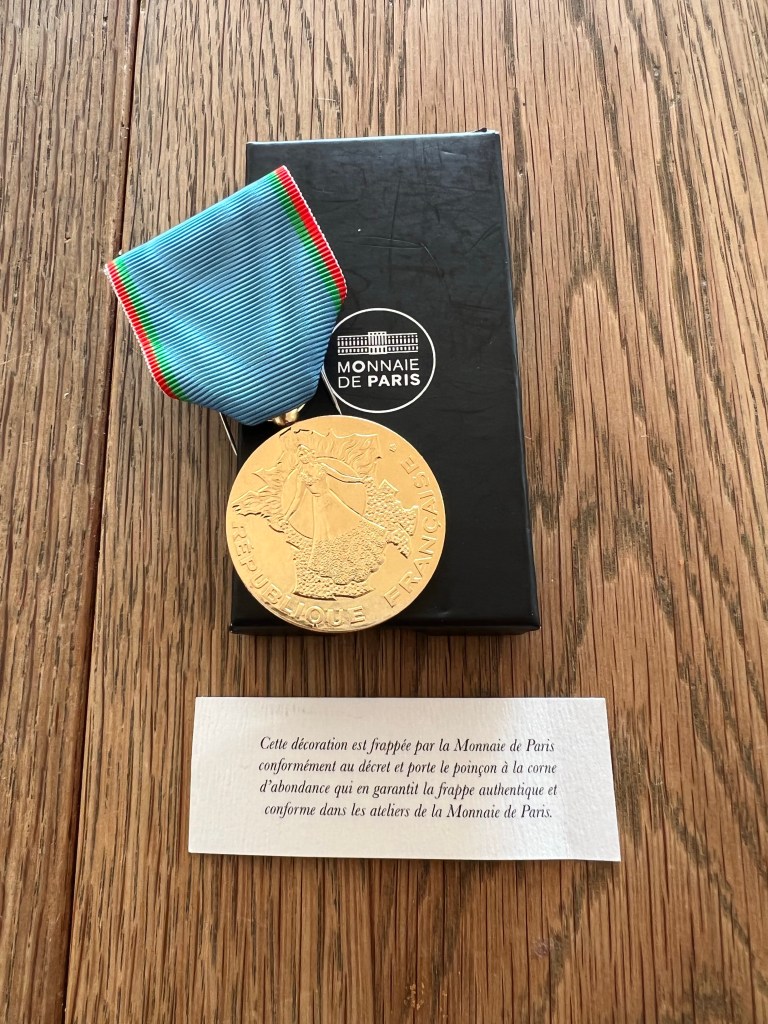 MONNAIE
DE PARIS
RÉPUBLIQUE FRANÇAISE
Cette décoration est frappée par la Monnaie de Paris
conformément au décret et porte le poinçon à la corne
d'abondance qui en garantit la frappe authentique et
conforme dans les ateliers de la Monnaie de Paris.